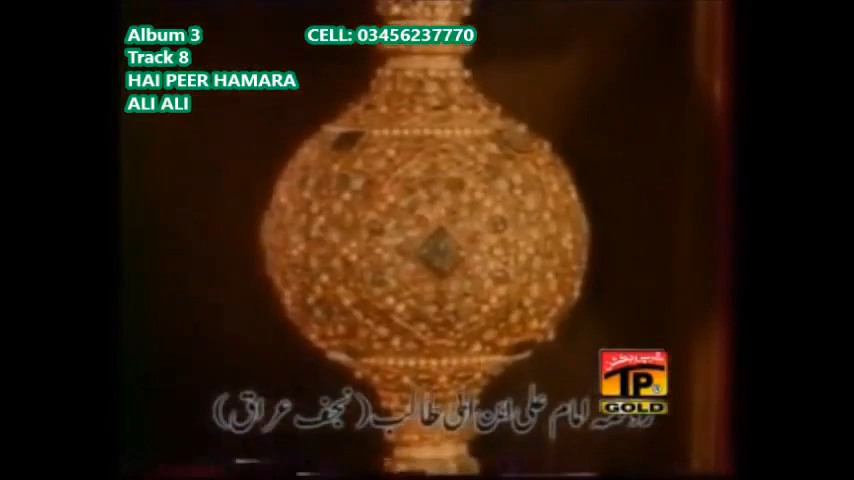 Album 3
CELL: 03456237770
Track 8
HAI PEER HAMARA
ALI ALI
TP
GOLD
امام علی ابن ابی طالب (نجف عراق)